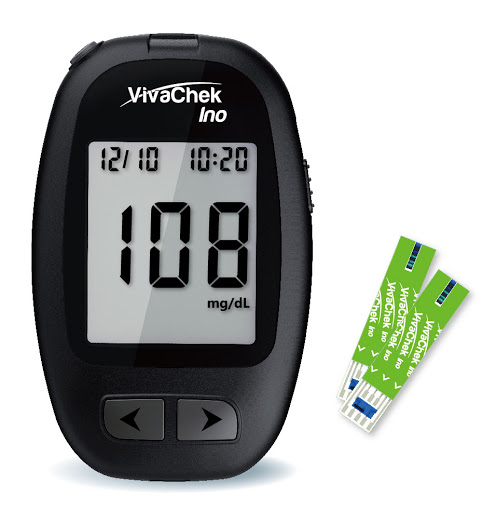 VivaChek
Ino
12/10 10:20
108
mg/dL
VivaChek Ino
VivaChek Ino